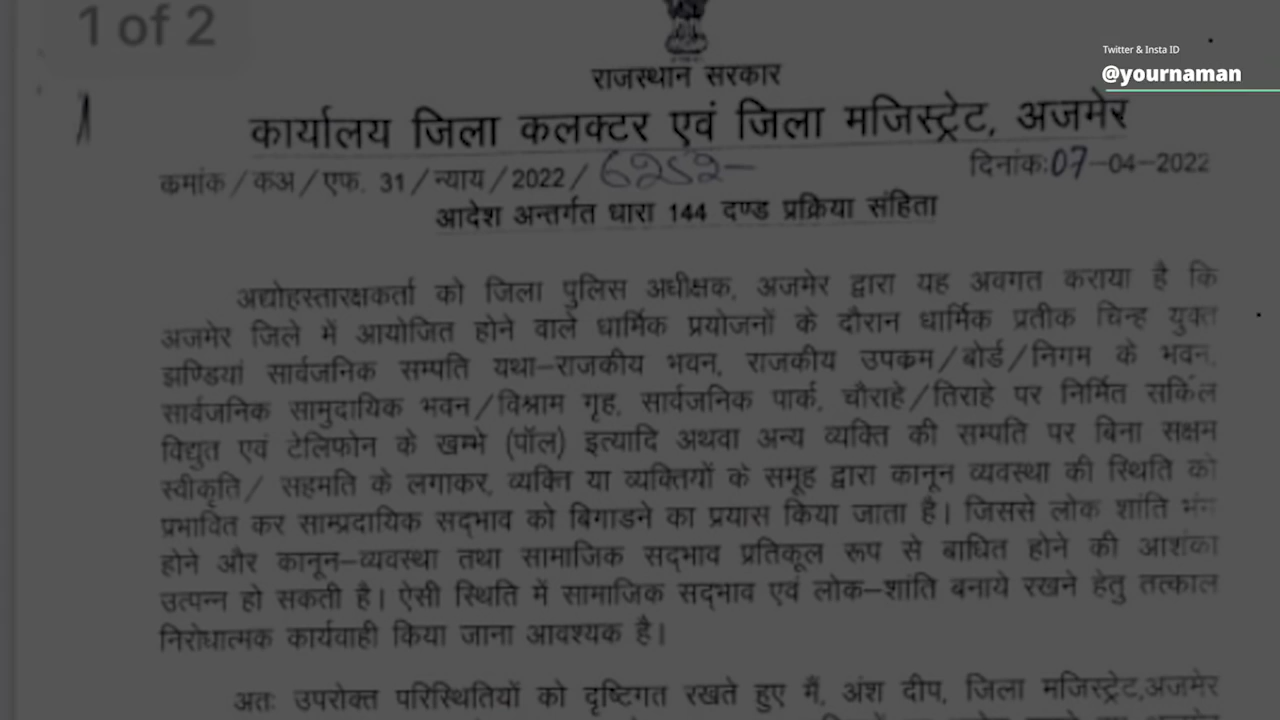 1 of 2
Twitter & Insta ID
@yournaman
राजस्थान सरकार
कार्यालय जिला कलक्टर एवं जिला मजिस्ट्रेट, अजमेर
कमांक/कअ/एफ. 31/न्याय/2022/6252- दिनांक:07-04-2022
आदेश अन्तर्गत धारा 144 दण्ड प्रक्रिया संहिता
अद्योहस्तारक्षकर्ता को जिला पुलिस अधीक्षक, अजमेर द्वारा यह अवगत कराया है कि
अजमेर जिले में आयोजित होने वाले धार्मिक प्रयोजनों के दौरान धार्मिक प्रतीक चिन्ह युक्त
झण्डियां सार्वजनिक सम्पति यथा-राजकीय भवन, राजकीय उपकम/बोर्ड/निगम के भवन,
सार्वजनिक सामुदायिक भवन/विश्राम गृह, सार्वजनिक पार्क, चौराहे/तिराहे पर निर्मित सर्किल
विद्युत एवं टेलिफोन के खम्भे (पॉल) इत्यादि अथवा अन्य व्यक्ति की सम्पति पर बिना सक्षम
स्वीकृति/ सहमति के लगाकर, व्यक्ति या व्यक्तियों के समूह द्वारा कानून व्यवस्था की स्थिति को
प्रभावित कर साम्प्रदायिक सद्भाव को बिगाडने का प्रयास किया जाता है। जिससे लोक शांति भंग
होने और कानून-व्यवस्था तथा सामाजिक सद्भाव प्रतिकूल रूप से बाधित होने की आशंका
उत्पन्न हो सकती है। ऐसी स्थिति में सामाजिक सद्भाव एवं लोक-शांति बनाये रखने हेतु तत्काल
निरोधात्मक कार्यवाही किया जाना आवश्यक है।
अतः उपरोक्त परिस्थितियों को दृष्टिगत रखते हुए मैं, अंश दीप, जिला मजिस्ट्रेट,अजमेर